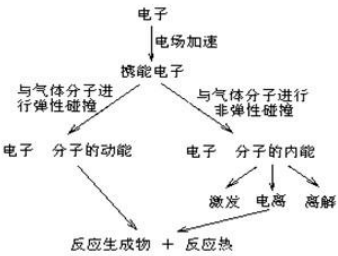 电子
电场加速
携能电子
与气体分子进
行弹性碰撞
与气体分子进行
非弹性碰撞
电子 分子的动能
电子 分子的内能
激发 电离 离解
反应生成物 + 反应热